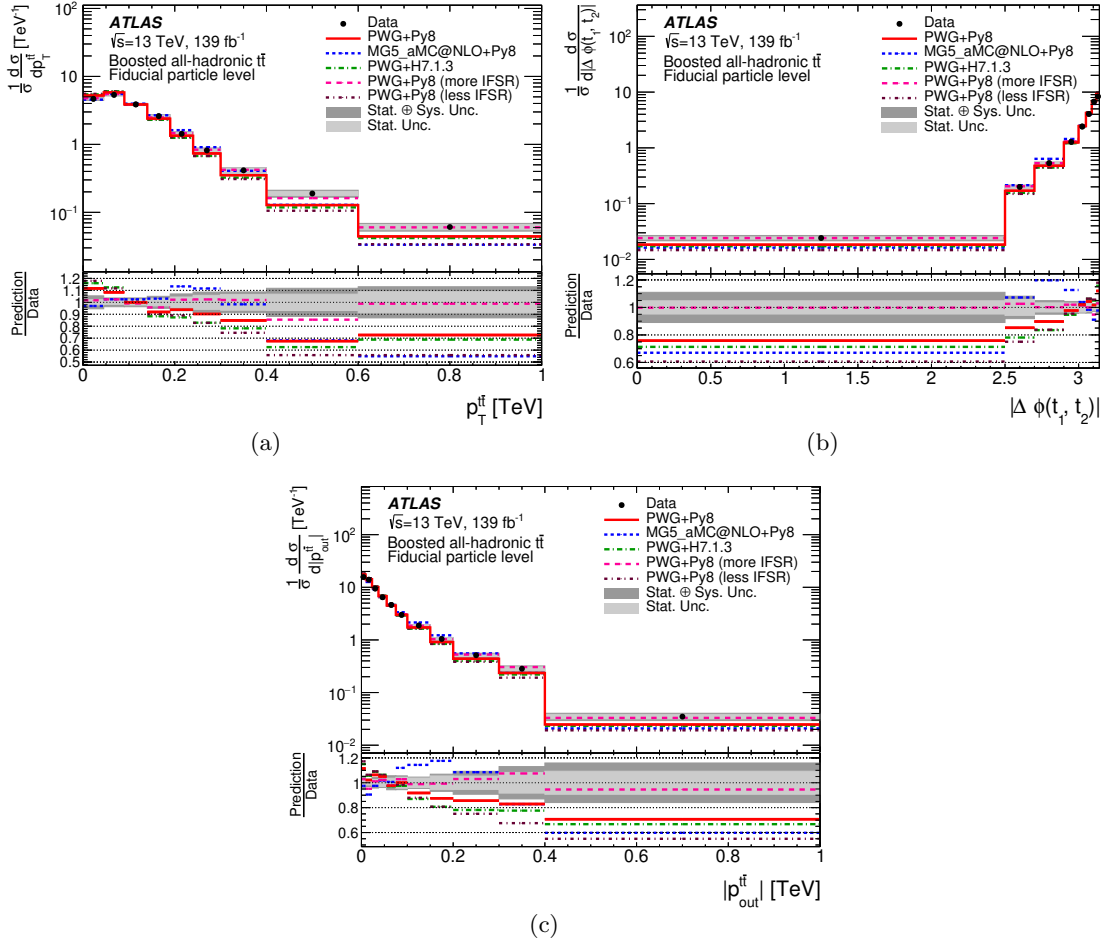 ATLAS
√s=13 TeV, 139 fb⁻¹
Boosted all-hadronic tt̄
Fiducial particle level
Data
PWG+Py8
MG5_aMC@NLO+Py8
PWG+H7.1.3
PWG+Py8 (more IFSR)
PWG+Py8 (less IFSR)
Stat. ⊕ Sys. Unc.
Stat. Unc.
1/σ dσ/dp_T^{tt̄} [TeV⁻¹]
10²
10
1
10⁻¹
Prediction/Data
1.2
1.1
1.0
0.9
0.8
0.7
0.6
0.5
0 0.2 0.4 0.6 0.8 1
p_T^{tt̄} [TeV]
(a)
ATLAS
√s=13 TeV, 139 fb⁻¹
Boosted all-hadronic tt̄
Fiducial particle level
Data
PWG+Py8
MG5_aMC@NLO+Py8
PWG+H7.1.3
PWG+Py8 (more IFSR)
PWG+Py8 (less IFSR)
Stat. ⊕ Sys. Unc.
Stat. Unc.
1/σ dσ/d|Δ ϕ(t₁, t₂)|
10²
10
1
10⁻¹
10⁻²
Prediction/Data
1.2
1.0
0.8
0.6
0 0.5 1 1.5 2 2.5 3
|Δ ϕ(t₁, t₂)|
(b)
ATLAS
√s=13 TeV, 139 fb⁻¹
Boosted all-hadronic tt̄
Fiducial particle level
Data
PWG+Py8
MG5_aMC@NLO+Py8
PWG+H7.1.3
PWG+Py8 (more IFSR)
PWG+Py8 (less IFSR)
Stat. ⊕ Sys. Unc.
Stat. Unc.
1/σ dσ/d|p_out^{tt̄}| [TeV⁻¹]
10²
10
1
10⁻¹
10⁻²
Prediction/Data
1.2
1.0
0.8
0.6
0 0.2 0.4 0.6 0.8 1
|p_out^{tt̄}| [TeV]
(c)